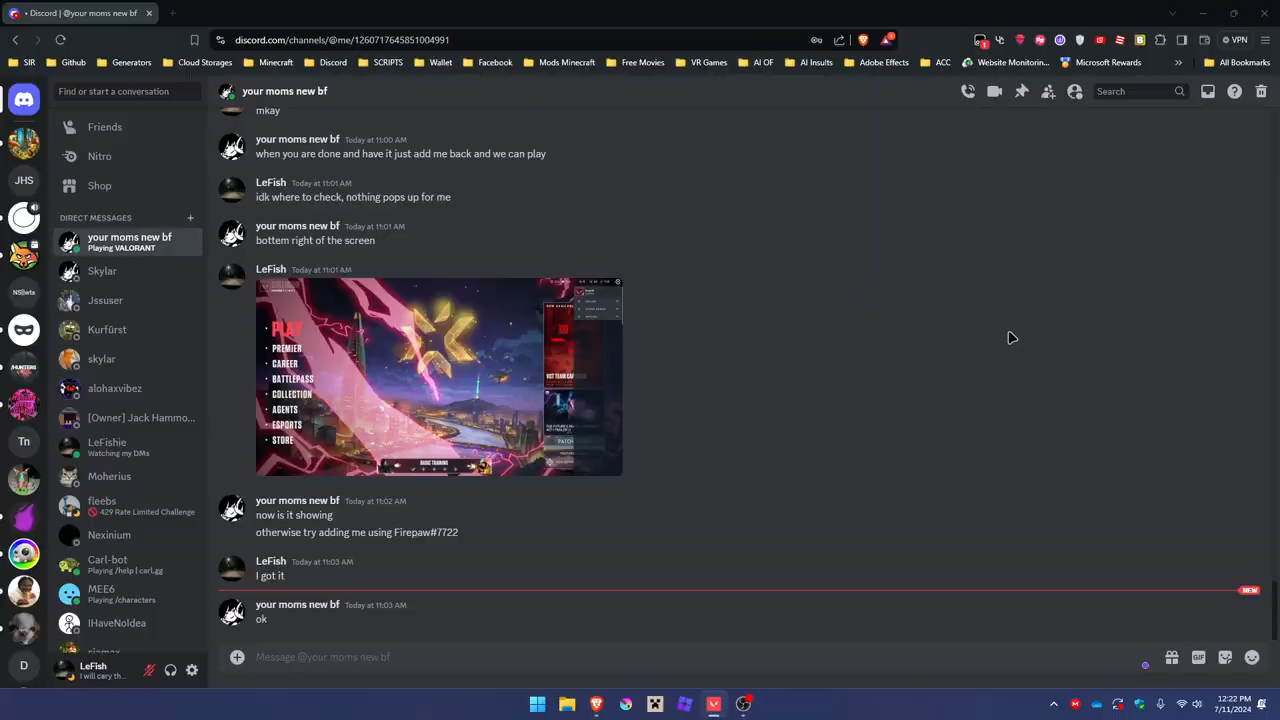 Discord | @your moms new bf
discord.com/channels/@me/1260717645851004991
VPN
SIR
Github
Generators
Cloud Storages
Minecraft
Discord
SCRIPTS
Wallet
Facebook
Mods Minecraft
Free Movies
VR Games
AI OF
AI Insults
Adobe Effects
ACC
Website Monitorin...
Microsoft Rewards
All Bookmarks
Find or start a conversation
your moms new bf
Search
Friends
Nitro
Shop
DIRECT MESSAGES
your moms new bf
Playing VALORANT
Skylar
Jssuser
Kurfürst
skylar
alohaxvibez
[Owner] Jack Hammo...
LeFishie
Watching my DMs
Moherius
fleebs
429 Rate Limited Challenge
Nexinium
Carl-bot
Playing /help | carl.gg
MEE6
Playing /characters
IHaveNoIdea
LeFish
I will cary th...
JHS
Tn
D
mkay
your moms new bf Today at 11:00 AM
when you are done and have it just add me back and we can play
LeFish Today at 11:01 AM
idk where to check, nothing pops up for me
your moms new bf Today at 11:01 AM
bottem right of the screen
LeFish Today at 11:01 AM
PLAY
PREMIER
CAREER
BATTLEPASS
COLLECTION
AGENTS
ESPORTS
STORE
BASIC TRAINING
your moms new bf Today at 11:02 AM
now is it showing
otherwise try adding me using Firepaw#7722
LeFish Today at 11:03 AM
I got it
NEW
your moms new bf Today at 11:03 AM
ok
Message @your moms new bf
GIF
12:22 PM
7/11/2024